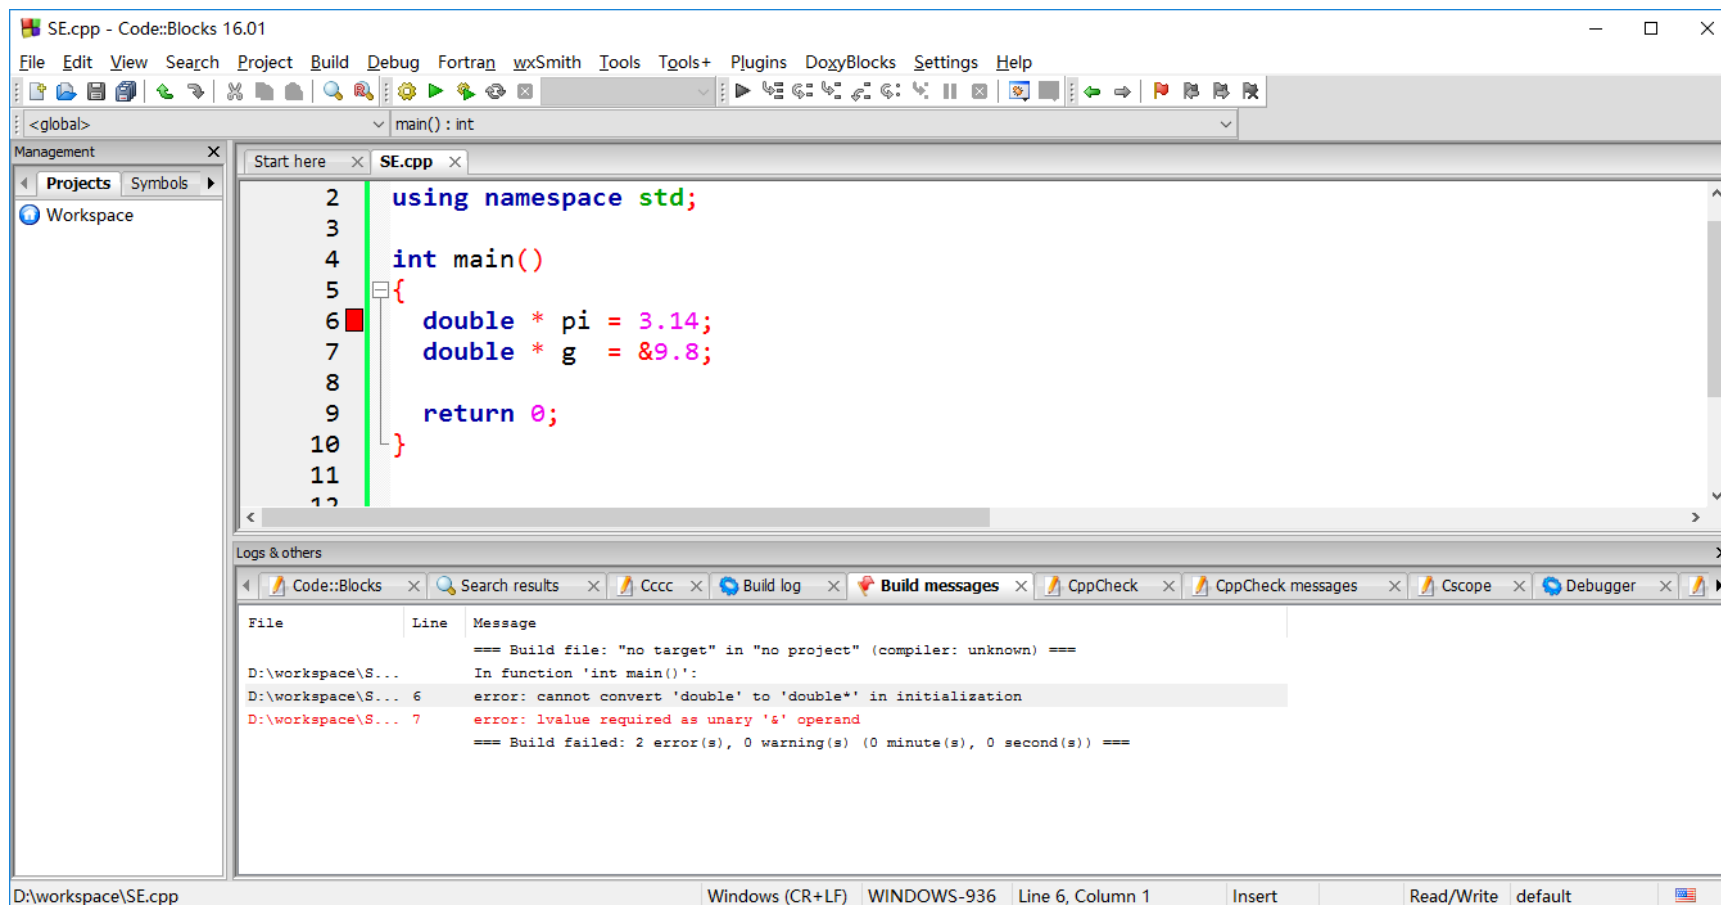 SE.cpp - Code::Blocks 16.01
File Edit View Search Project Build Debug Fortran wxSmith Tools Tools+ Plugins DoxyBlocks Settings Help
<global> main() : int
Management
Projects Symbols
Workspace
Start here SE.cpp
2 using namespace std;
3
4 int main()
5 {
6 double * pi = 3.14;
7 double * g = &9.8;
8
9 return 0;
10 }
11
12
Logs & others
Code::Blocks Search results Cccc Build log Build messages CppCheck CppCheck messages Cscope Debugger
File Line Message
=== Build file: "no target" in "no project" (compiler: unknown) ===
D:\workspace\S... In function 'int main()':
D:\workspace\S... 6 error: cannot convert 'double' to 'double*' in initialization
D:\workspace\S... 7 error: lvalue required as unary '&' operand
=== Build failed: 2 error(s), 0 warning(s) (0 minute(s), 0 second(s)) ===
D:\workspace\SE.cpp Windows (CR+LF) WINDOWS-936 Line 6, Column 1 Insert Read/Write default